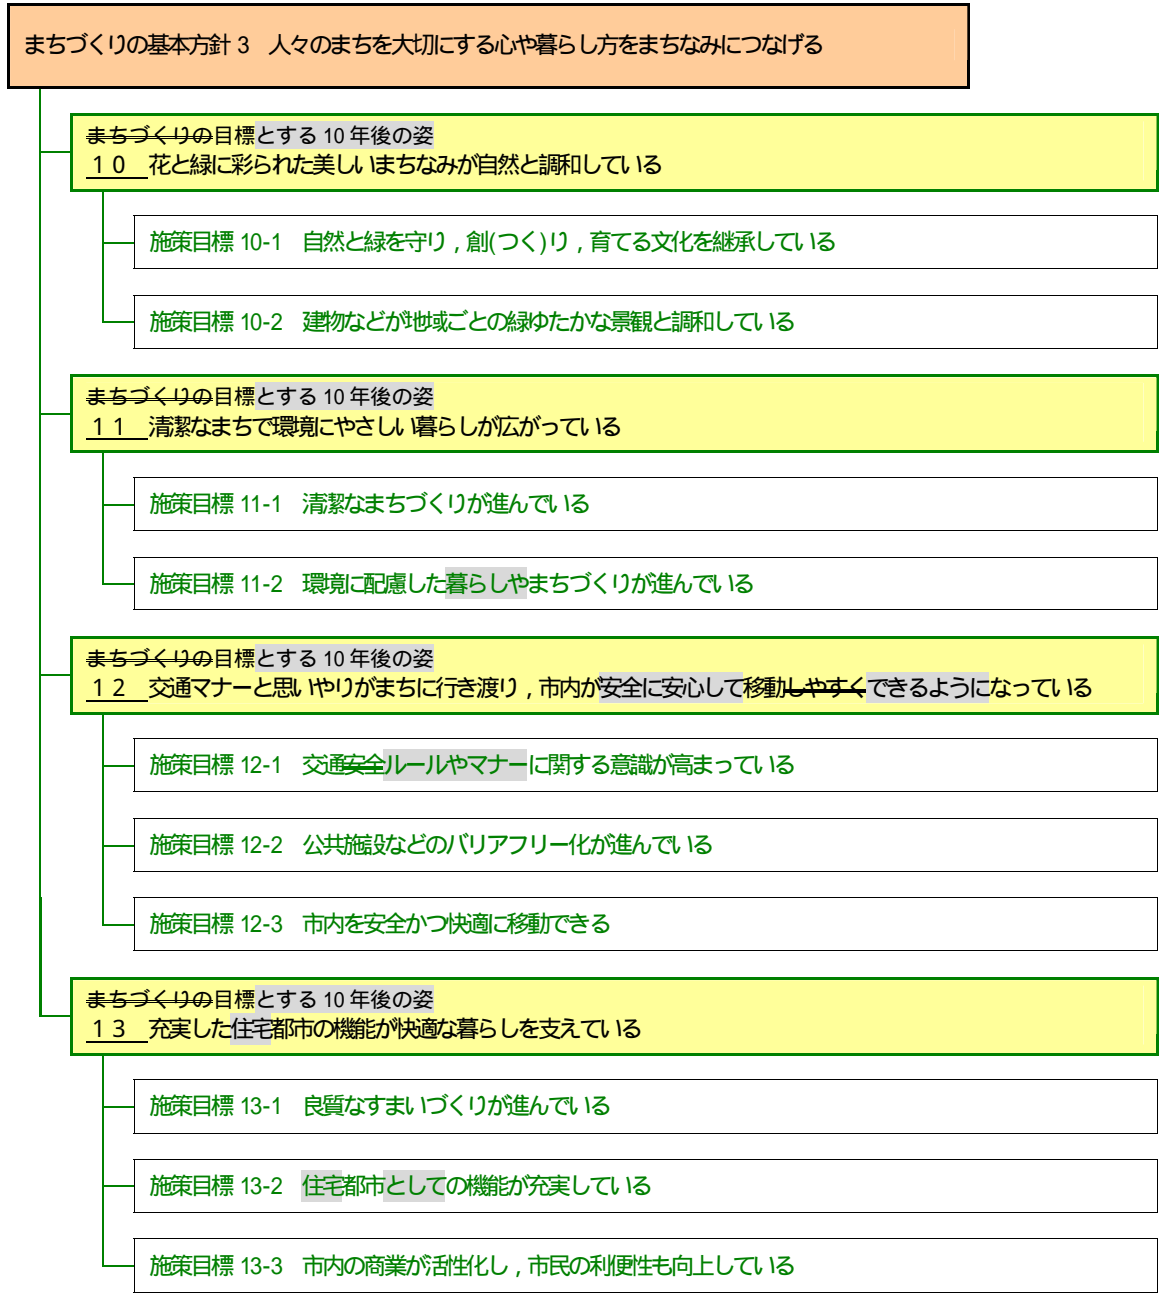 まちづくりの基本方針3　人々のまちを大切にする心や暮らし方をまちなみにつなげる
まちづくりの目標とする10年後の姿
１０　花と緑に彩られた美しいまちなみが自然と調和している
施策目標 10-1　自然と緑を守り，創(つく)り，育てる文化を継承している
施策目標 10-2　建物などが地域ごとの緑ゆたかな景観と調和している
まちづくりの目標とする10年後の姿
１１　清潔なまちで環境にやさしい暮らしが広がっている
施策目標 11-1　清潔なまちづくりが進んでいる
施策目標 11-2　環境に配慮した暮らしやまちづくりが進んでいる
まちづくりの目標とする10年後の姿
１２　交通マナーと思いやりがまちに行き渡り，市内が安全に安心して移動しやすくできるようになっている
施策目標 12-1　交通安全ルールやマナーに関する意識が高まっている
施策目標 12-2　公共施設などのバリアフリー化が進んでいる
施策目標 12-3　市内を安全かつ快適に移動できる
まちづくりの目標とする10年後の姿
１３　充実した住宅都市の機能が快適な暮らしを支えている
施策目標 13-1　良質なすまいづくりが進んでいる
施策目標 13-2　住宅都市としての機能が充実している
施策目標 13-3　市内の商業が活性化し，市民の利便性も向上している